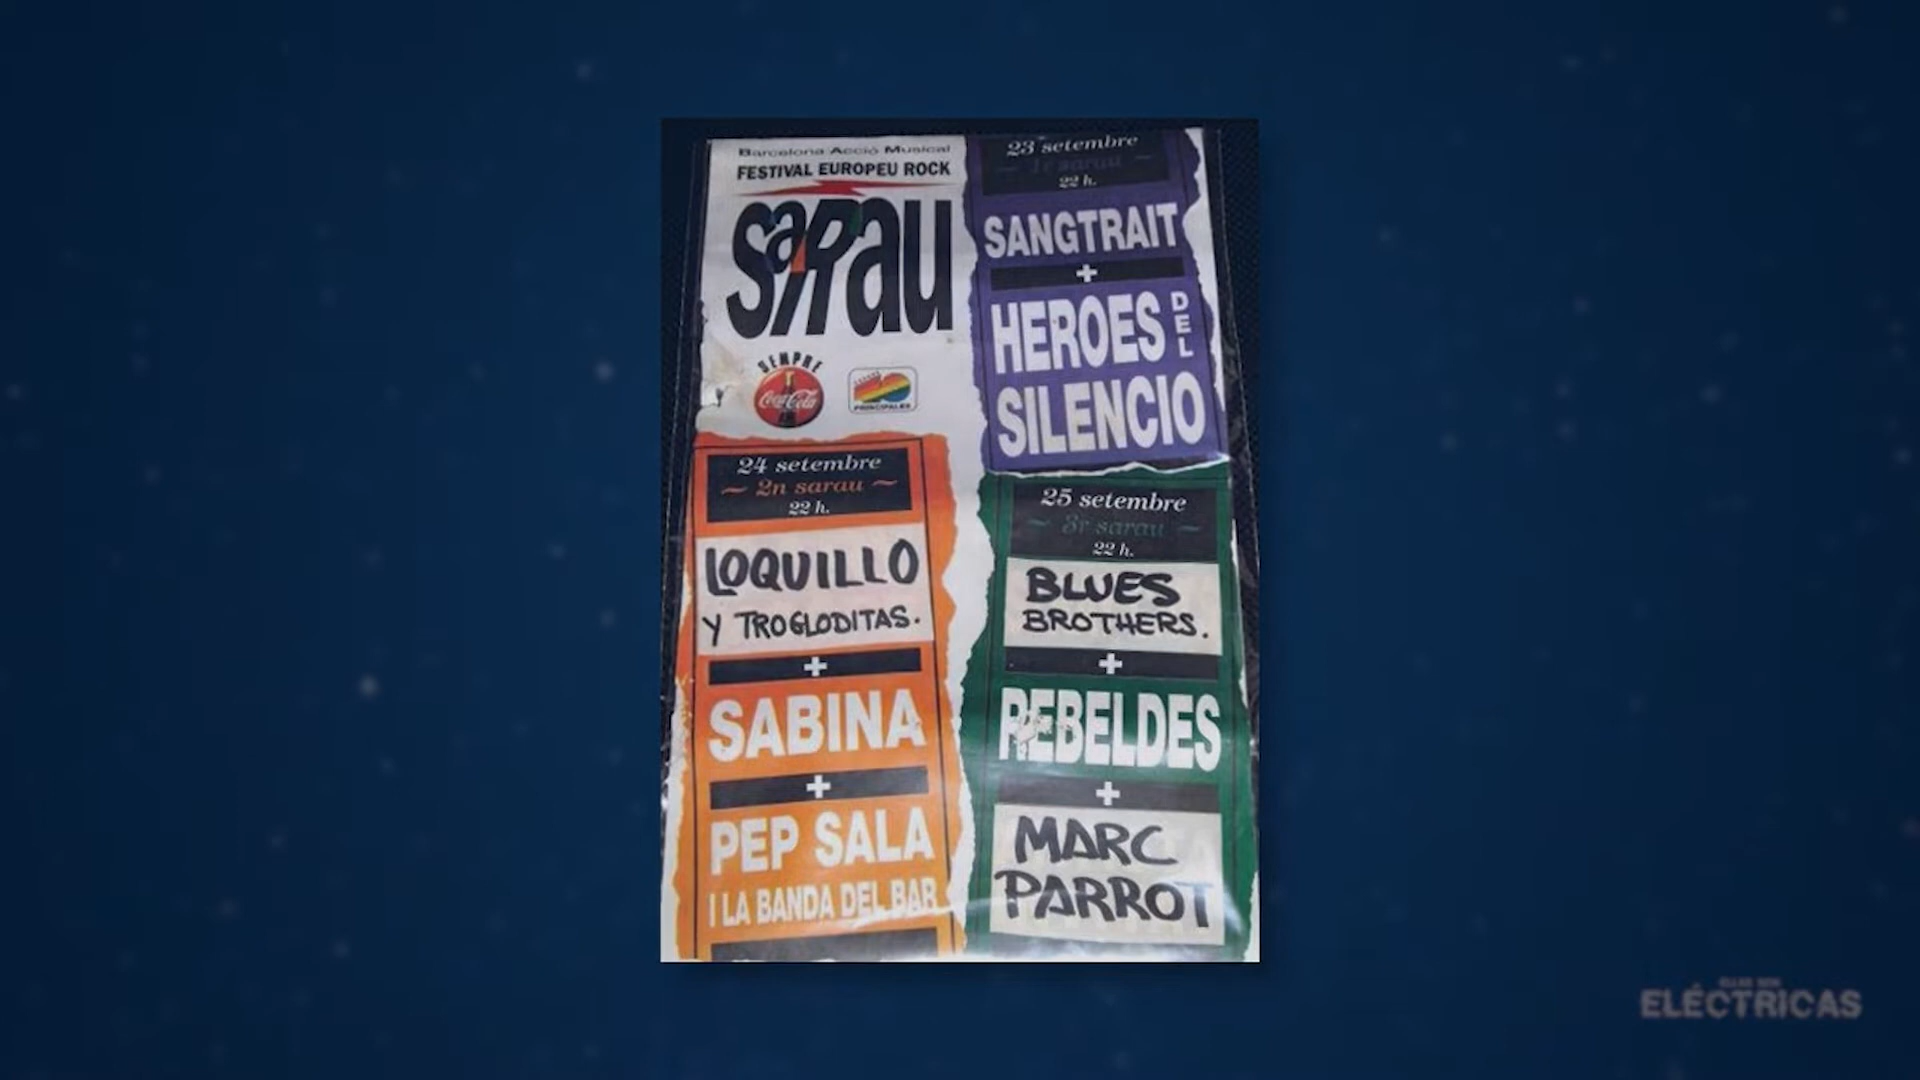 Barcelona Acció Musical
FESTIVAL EUROPEU ROCK
SARAU
SEMPRE
Coca-Cola
40
PRINCIPALES
23 setembre
~ 1r sarau ~
22 h.
SANGTRAIT
+
HEROES DEL
SILENCIO
24 setembre
~ 2n sarau ~
22 h.
LOQUILLO
Y TROGLODITAS.
+
SABINA
+
PEP SALA
I LA BANDA DEL BAR
25 setembre
~ 3r sarau ~
22 h.
BLUES
BROTHERS.
+
REBELDES
+
MARC
PARROT
ELÉCTRICAS